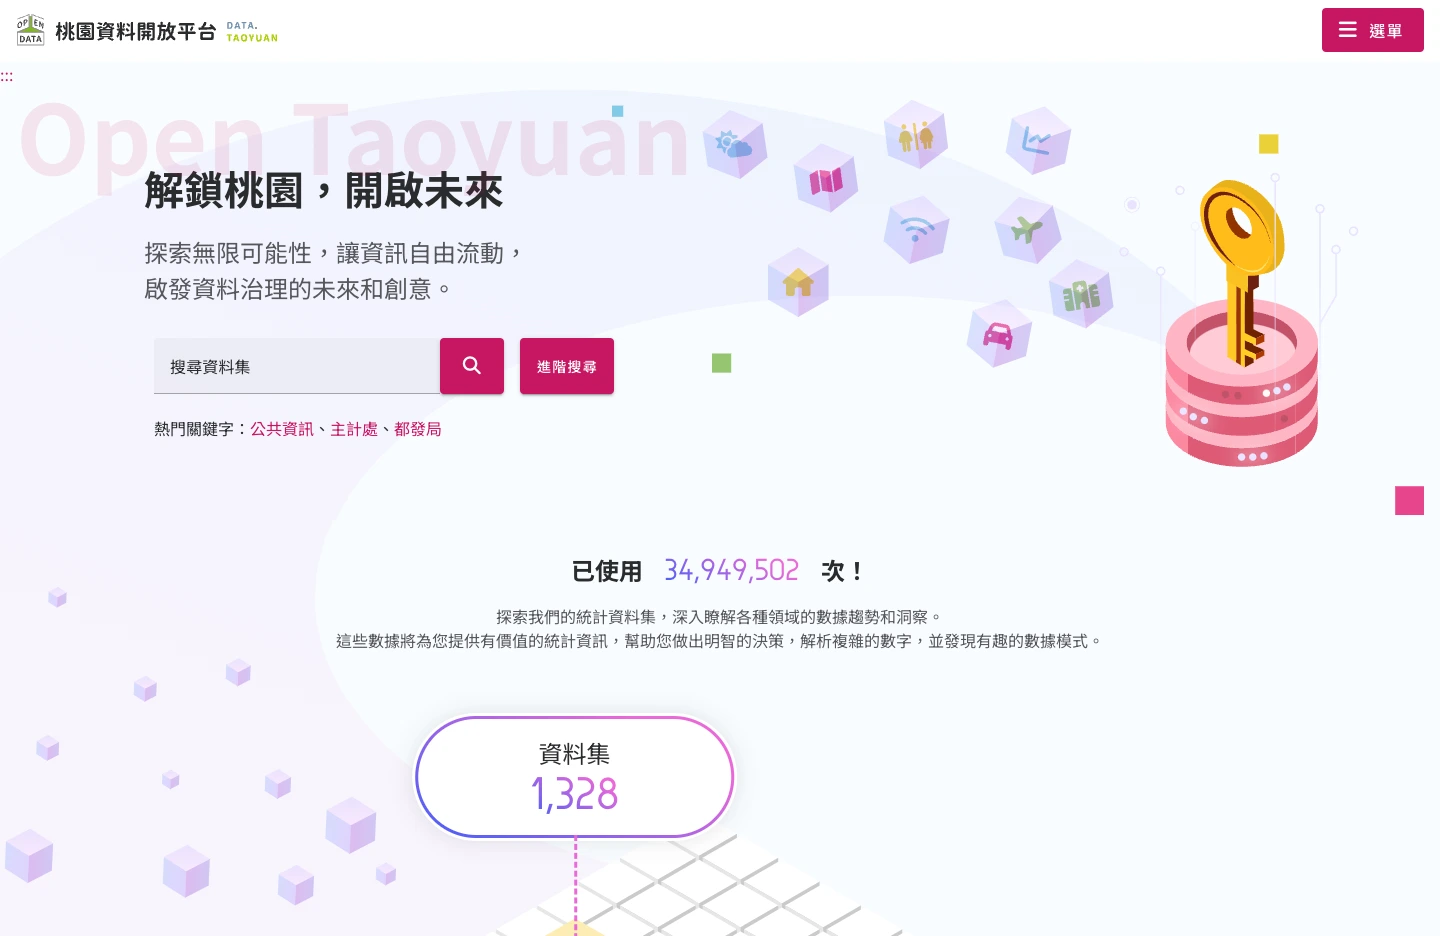 OPEN
DATA
桃園資料開放平台
DATA.
TAOYUAN
選單
:::
Open Taoyuan
解鎖桃園，開啟未來
探索無限可能性，讓資訊自由流動，
啟發資料治理的未來和創意。
搜尋資料集
進階搜尋
熱門關鍵字：公共資訊、主計處、都發局
已使用 34,949,502 次！
探索我們的統計資料集，深入瞭解各種領域的數據趨勢和洞察。
這些數據將為您提供有價值的統計資訊，幫助您做出明智的決策，解析複雜的數字，並發現有趣的數據模式。
資料集
1,328